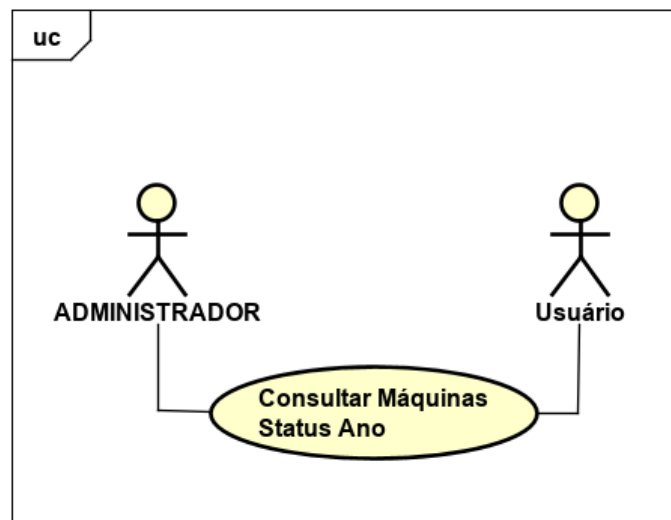 uc
ADMINISTRADOR
Usuário
Consultar Máquinas
Status Ano